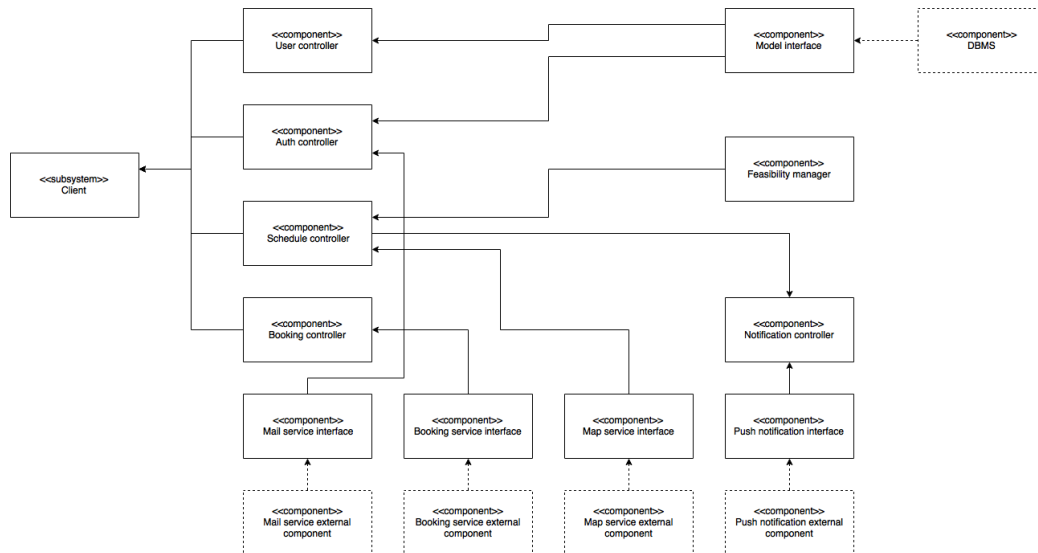 <<component>>
User controller
<<component>>
Model interface
<<component>>
DBMS
<<component>>
Auth controller
<<component>>
Feasibility manager
<<subsystem>>
Client
<<component>>
Schedule controller
<<component>>
Booking controller
<<component>>
Notification controller
<<component>>
Mail service interface
<<component>>
Booking service interface
<<component>>
Map service interface
<<component>>
Push notification interface
<<component>>
Mail service external
component
<<component>>
Booking service external
component
<<component>>
Map service external
component
<<component>>
Push notification external
component